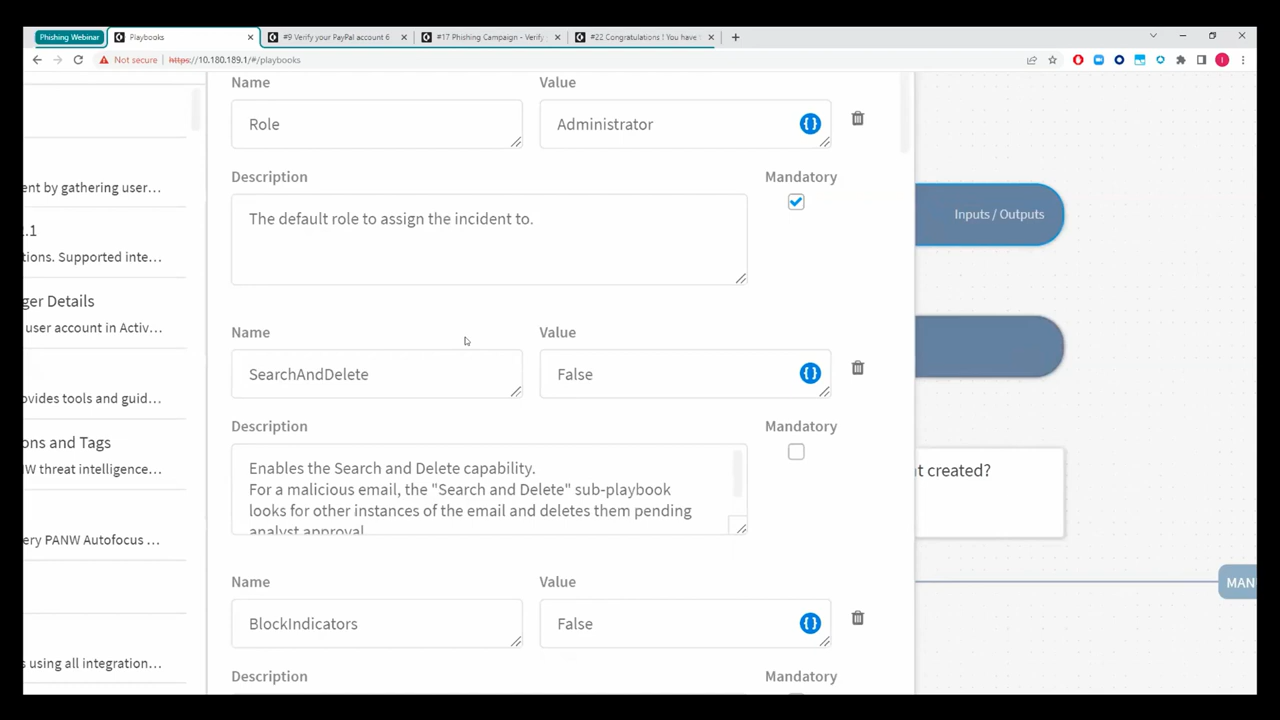 Phishing Webinar
Playbooks
#9 Verify your PayPal account 6
#17 Phishing Campaign - Verify
#22 Congratulations ! You have
Not secure
https://10.180.189.1/#/playbooks
Name
Value
Role
Administrator
Description
Mandatory
The default role to assign the incident to.
Name
Value
SearchAndDelete
False
Description
Mandatory
Enables the Search and Delete capability.
For a malicious email, the "Search and Delete" sub-playbook
looks for other instances of the email and deletes them pending
analyst approval
Name
Value
BlockIndicators
False
Description
Mandatory
ent by gathering user…
.1
tions. Supported inte…
ger Details
user account in Activ…
rovides tools and guid…
ons and Tags
W threat intelligence…
ery PANW Autofocus …
s using all integration…
Inputs / Outputs
t created?
MAN